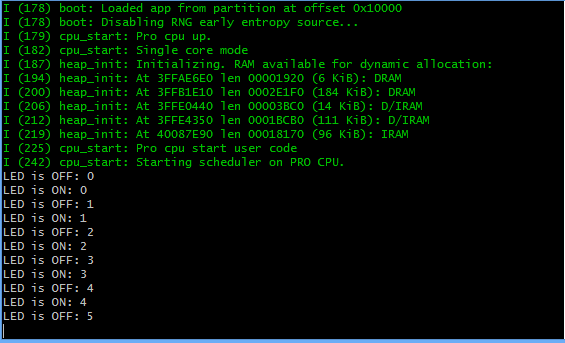 I (178) boot: Loaded app from partition at offset 0x10000
I (178) boot: Disabling RNG early entropy source...
I (179) cpu_start: Pro cpu up.
I (182) cpu_start: Single core mode
I (187) heap_init: Initializing. RAM available for dynamic allocation:
I (194) heap_init: At 3FFAE6E0 len 00001920 (6 KiB): DRAM
I (200) heap_init: At 3FFB1E10 len 0002E1F0 (184 KiB): DRAM
I (206) heap_init: At 3FFE0440 len 00003BC0 (14 KiB): D/IRAM
I (212) heap_init: At 3FFE4350 len 0001BCB0 (111 KiB): D/IRAM
I (219) heap_init: At 40087E90 len 00018170 (96 KiB): IRAM
I (225) cpu_start: Pro cpu start user code
I (242) cpu_start: Starting scheduler on PRO CPU.
LED is OFF: 0
LED is ON: 0
LED is OFF: 1
LED is ON: 1
LED is OFF: 2
LED is ON: 2
LED is OFF: 3
LED is ON: 3
LED is OFF: 4
LED is ON: 4
LED is OFF: 5